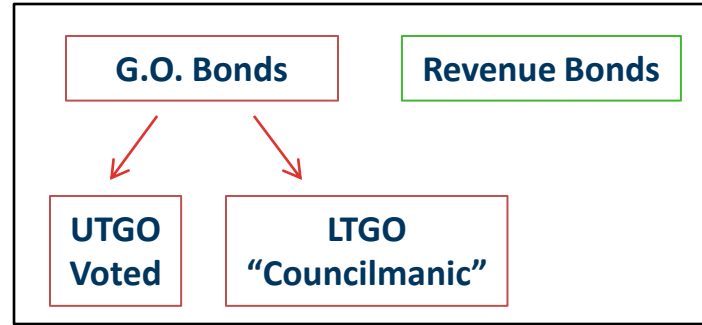 G.O. Bonds
Revenue Bonds
UTGO
Voted
LTGO
“Councilmanic”